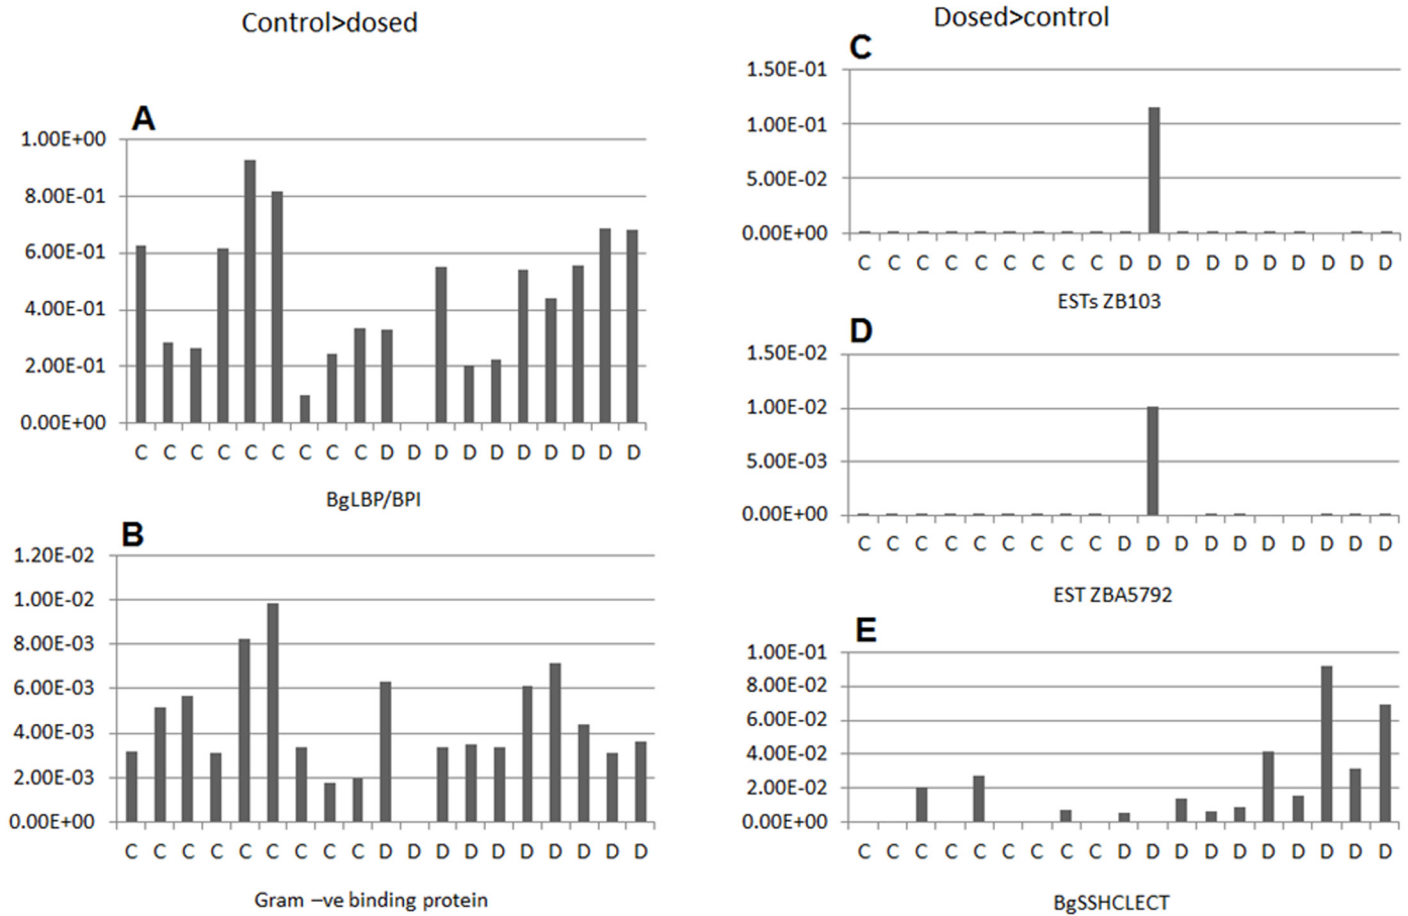 Control>dosed
A
1.00E+00
8.00E-01
6.00E-01
4.00E-01
2.00E-01
0.00E+00
C C C C C C C C C D D D D D D D D D D
BgLBP/BPI
B
1.20E-02
1.00E-02
8.00E-03
6.00E-03
4.00E-03
2.00E-03
0.00E+00
C C C C C C C C C D D D D D D D D D D
Gram –ve binding protein
Dosed>control
C
1.50E-01
1.00E-01
5.00E-02
0.00E+00
C C C C C C C C C D D D D D D D D D D
ESTs ZB103
D
1.50E-02
1.00E-02
5.00E-03
0.00E+00
C C C C C C C C C D D D D D D D D D D
EST ZBA5792
E
1.00E-01
8.00E-02
6.00E-02
4.00E-02
2.00E-02
0.00E+00
C C C C C C C C C D D D D D D D D D D
BgSSHCLECT